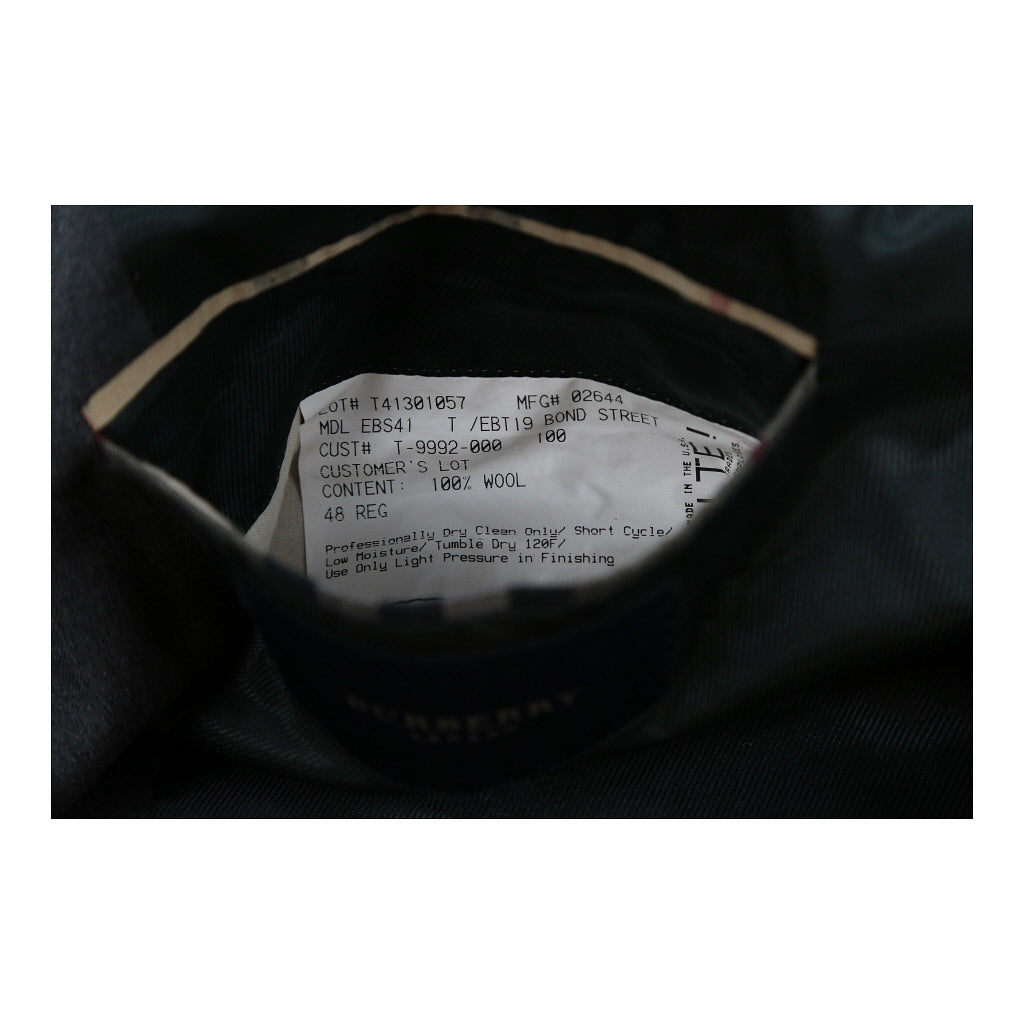 LOT# T41301057 MFG# 02644
MDL EBS41 T /EBT19 BOND STREET
CUST# T-9992-000 100
CUSTOMER'S LOT
CONTENT: 100% WOOL
48 REG
Professionally Dry Clean Only/ Short Cycle/
Low Moisture/ Tumble Dry 120F/
Use Only Light Pressure in Finishing
MADE IN THE U.S.A.
TE!
BURBERRY
LONDON